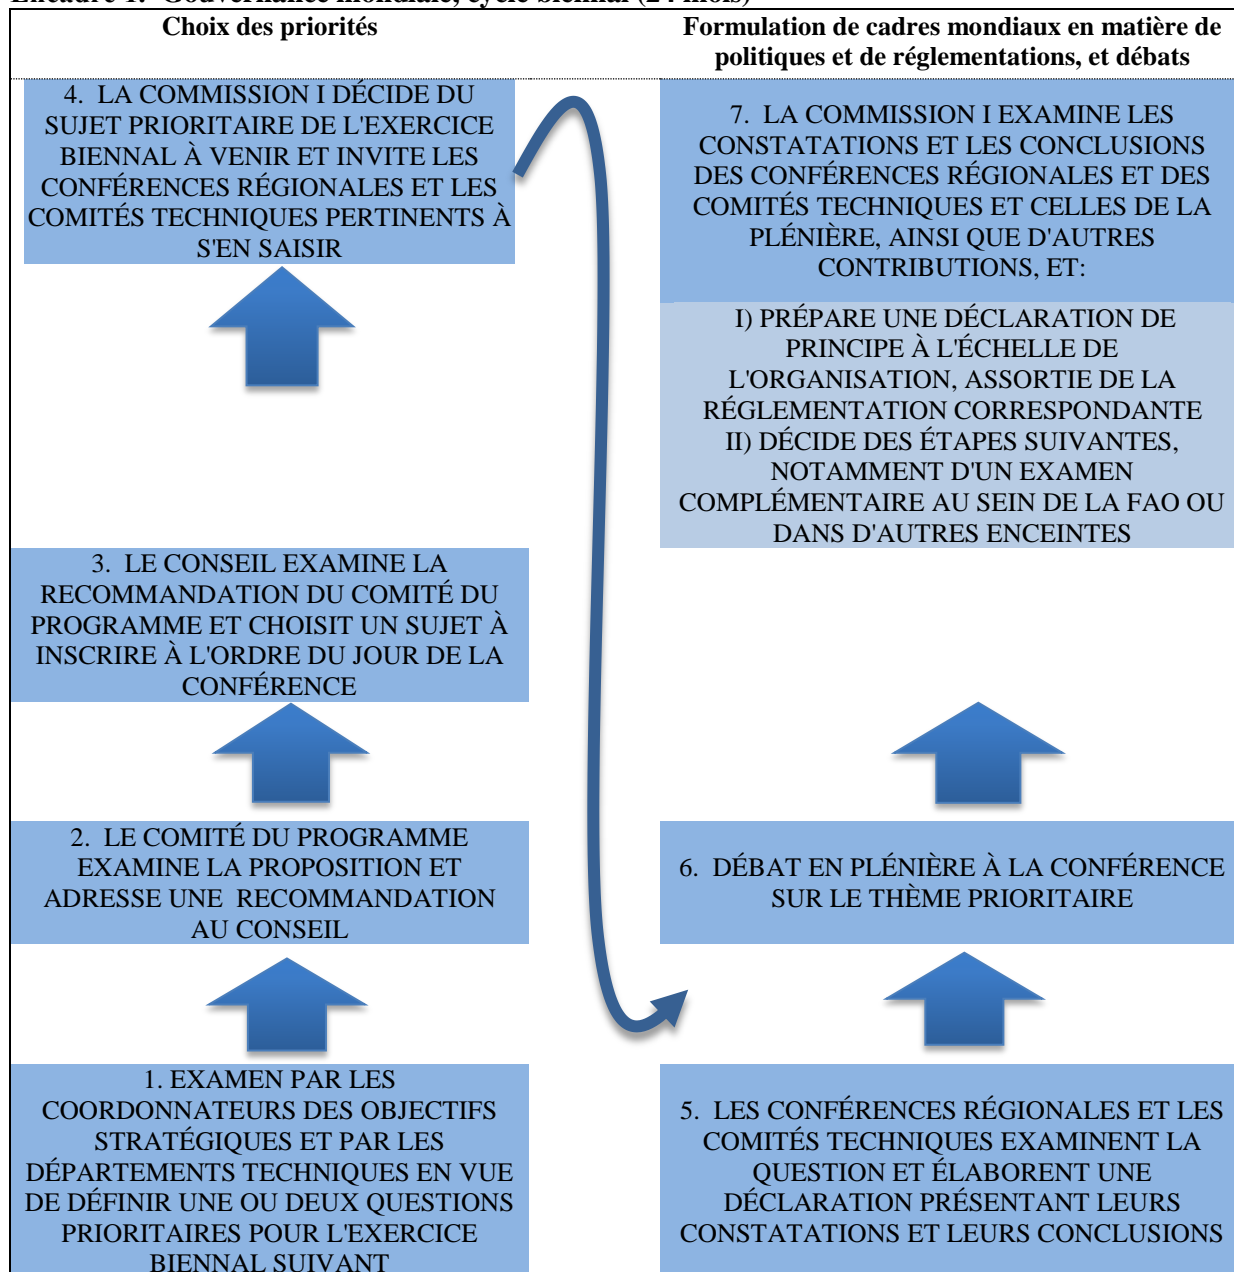 Encadré 1. Gouvernance mondiale, cycle biennal (24 mois)
Choix des priorités
Formulation de cadres mondiaux en matière de
politiques et de réglementations, et débats
4. LA COMMISSION I DÉCIDE DU
SUJET PRIORITAIRE DE L'EXERCICE
BIENNAL À VENIR ET INVITE LES
CONFÉRENCES RÉGIONALES ET LES
COMITÉS TECHNIQUES PERTINENTS À
S'EN SAISIR
3. LE CONSEIL EXAMINE LA
RECOMMANDATION DU COMITÉ DU
PROGRAMME ET CHOISIT UN SUJET À
INSCRIRE À L'ORDRE DU JOUR DE LA
CONFÉRENCE
2. LE COMITÉ DU PROGRAMME
EXAMINE LA PROPOSITION ET
ADRESSE UNE RECOMMANDATION
AU CONSEIL
1. EXAMEN PAR LES
COORDONNATEURS DES OBJECTIFS
STRATÉGIQUES ET PAR LES
DÉPARTEMENTS TECHNIQUES EN VUE
DE DÉFINIR UNE OU DEUX QUESTIONS
PRIORITAIRES POUR L'EXERCICE
BIENNAL SUIVANT
7. LA COMMISSION I EXAMINE LES
CONSTATATIONS ET LES CONCLUSIONS
DES CONFÉRENCES RÉGIONALES ET DES
COMITÉS TECHNIQUES ET CELLES DE LA
PLÉNIÈRE, AINSI QUE D'AUTRES
CONTRIBUTIONS, ET:
I) PRÉPARE UNE DÉCLARATION DE
PRINCIPE À L'ÉCHELLE DE
L'ORGANISATION, ASSORTIE DE LA
RÉGLEMENTATION CORRESPONDANTE
II) DÉCIDE DES ÉTAPES SUIVANTES,
NOTAMMENT D'UN EXAMEN
COMPLÉMENTAIRE AU SEIN DE LA FAO OU
DANS D'AUTRES ENCEINTES
6. DÉBAT EN PLÉNIÈRE À LA CONFÉRENCE
SUR LE THÈME PRIORITAIRE
5. LES CONFÉRENCES RÉGIONALES ET LES
COMITÉS TECHNIQUES EXAMINENT LA
QUESTION ET ÉLABORENT UNE
DÉCLARATION PRÉSENTANT LEURS
CONSTATATIONS ET LEURS CONCLUSIONS